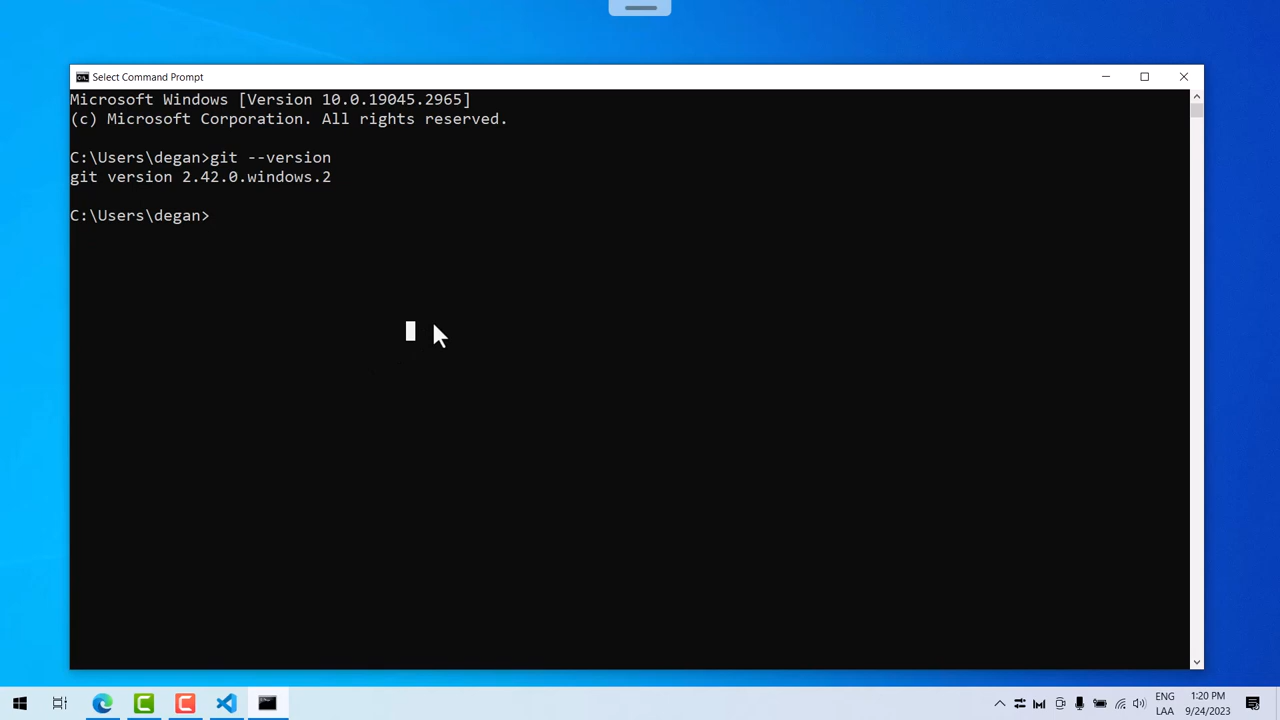 Select Command Prompt
Microsoft Windows [Version 10.0.19045.2965]
(c) Microsoft Corporation. All rights reserved.
C:\Users\degan>git --version
git version 2.42.0.windows.2
C:\Users\degan>
ENG
LAA
1:20 PM
9/24/2023